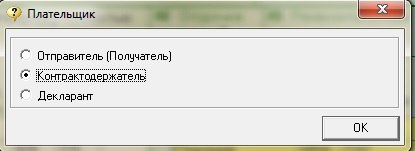 Плательщик
Отправитель (Получатель)
Контрактодержатель
Декларант
OK